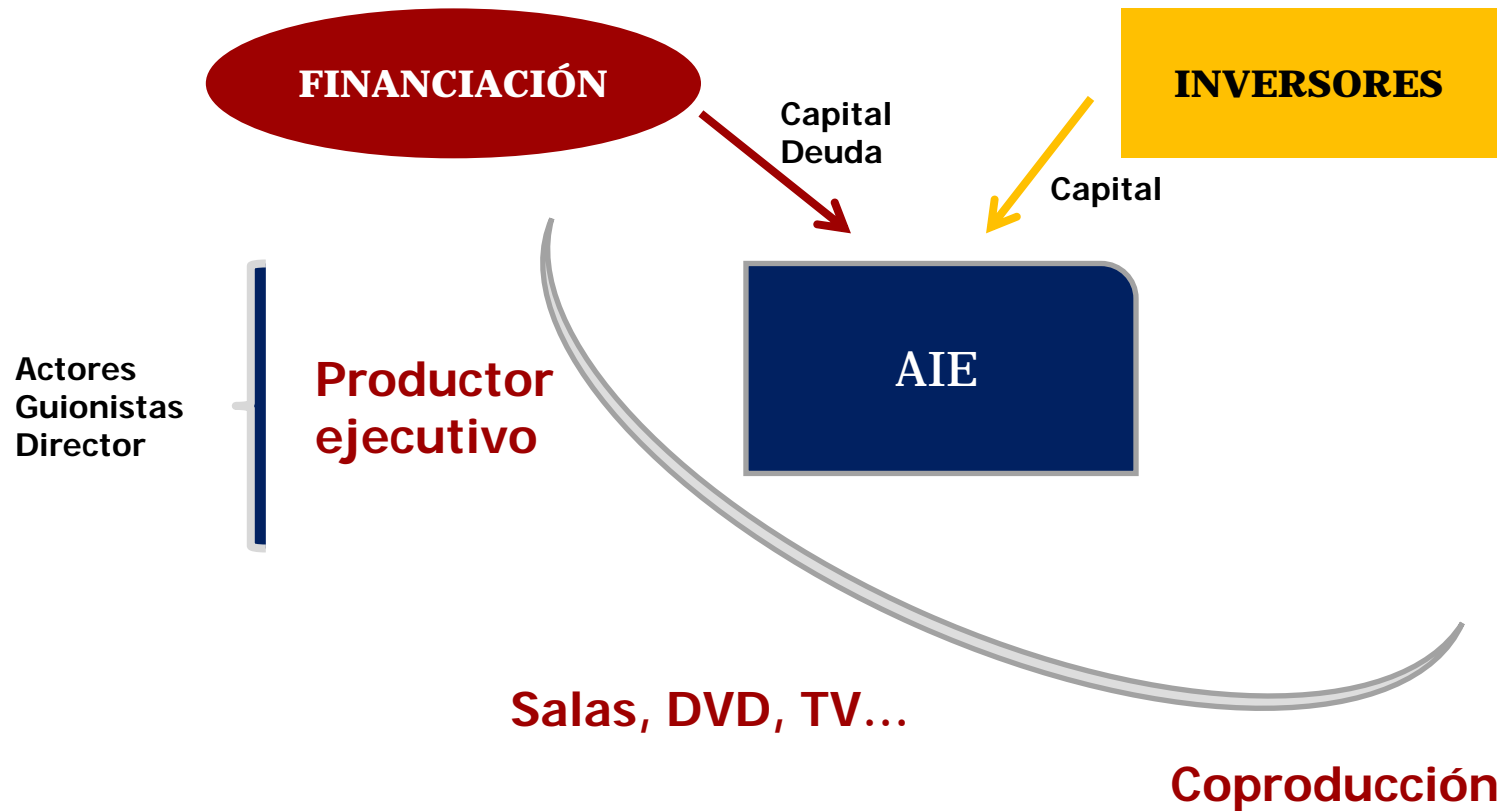 FINANCIACIÓN
INVERSORES
Capital
Deuda
Capital
AIE
Actores
Guionistas
Director
Productor
ejecutivo
Salas, DVD, TV...
Coproducción